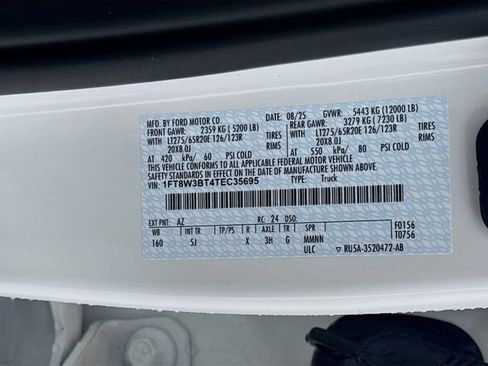 MFD. BY FORD MOTOR CO
08/25 GVWR: 5443 KG (12000 LB)
FRONT GAWR: 2359 KG (5200 LB) REAR GAWR: 3279 KG (7230 LB)
LT275/65R20E 126/123R TIRES LT275/65R20E 126/123R TIRES
20X8.0J RIMS 20X8.0J RIMS
AT 420 kPa/ 60 PSI COLD AT 550 kPa/ 80 PSI COLD
THIS VEHICLE CONFORMS TO ALL APPLICABLE FEDERAL MOTOR VEHICLE
SAFETY STANDARDS IN EFFECT ON THE DATE OF MANUFACTURE SHOWN ABOVE.
VIN: 1FT8W3BT4TEC35695 TYPE: Truck
EXT PNT: AZ RC: 24 DSO: F0156
WB INT TR TP/PS R AXLE TR SPR T0756
160 SJ X 3H G MMNN
ULC RU5A-3520472-AB